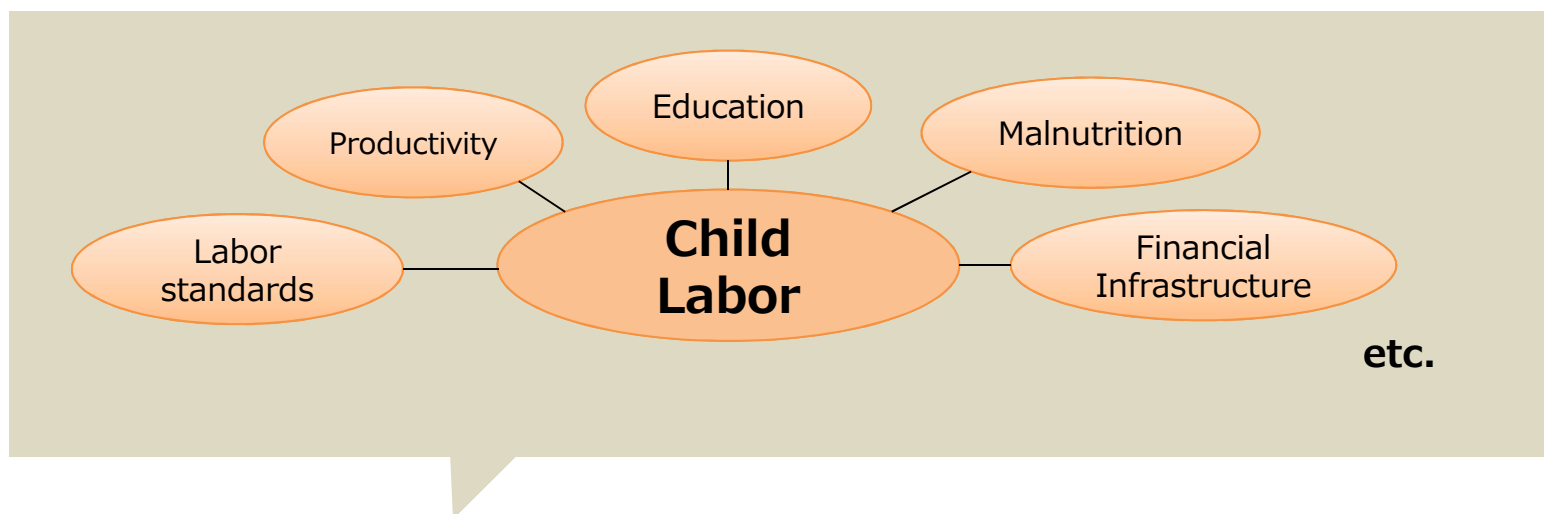 Education
Malnutrition
Productivity
Child
Labor
Labor
standards
Financial
Infrastructure
etc.